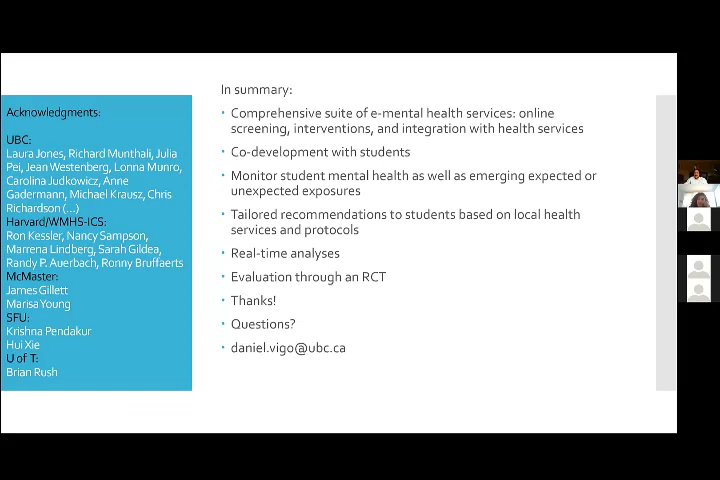 Acknowledgments:
UBC:
Laura Jones, Richard Munthali, Julia
Pei, Jean Westenberg, Lonna Munro,
Carolina Judkowicz, Anne
Gadermann, Michael Krausz, Chris
Richardson (...)
Harvard/WMHS-ICS:
Ron Kessler, Nancy Sampson,
Marrena Lindberg, Sarah Gildea,
Randy P. Auerbach, Ronny Bruffaerts
McMaster:
James Gillett
Marisa Young
SFU:
Krishna Pendakur
Hui Xie
U of T:
Brian Rush
In summary:
• Comprehensive suite of e-mental health services: online
screening, interventions, and integration with health services
• Co-development with students
• Monitor student mental health as well as emerging expected or
unexpected exposures
• Tailored recommendations to students based on local health
services and protocols
• Real-time analyses
• Evaluation through an RCT
• Thanks!
• Questions?
• daniel.vigo@ubc.ca